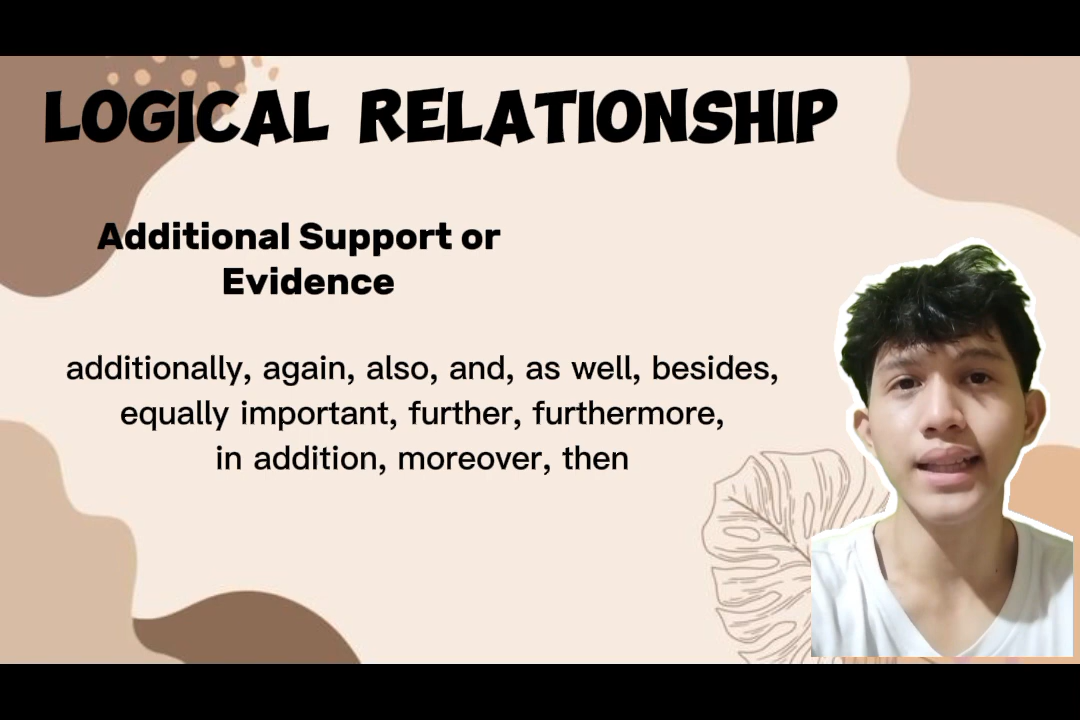 LOGICAL RELATIONSHIP
Additional Support or
Evidence
additionally, again, also, and, as well, besides,
equally important, further, furthermore,
in addition, moreover, then